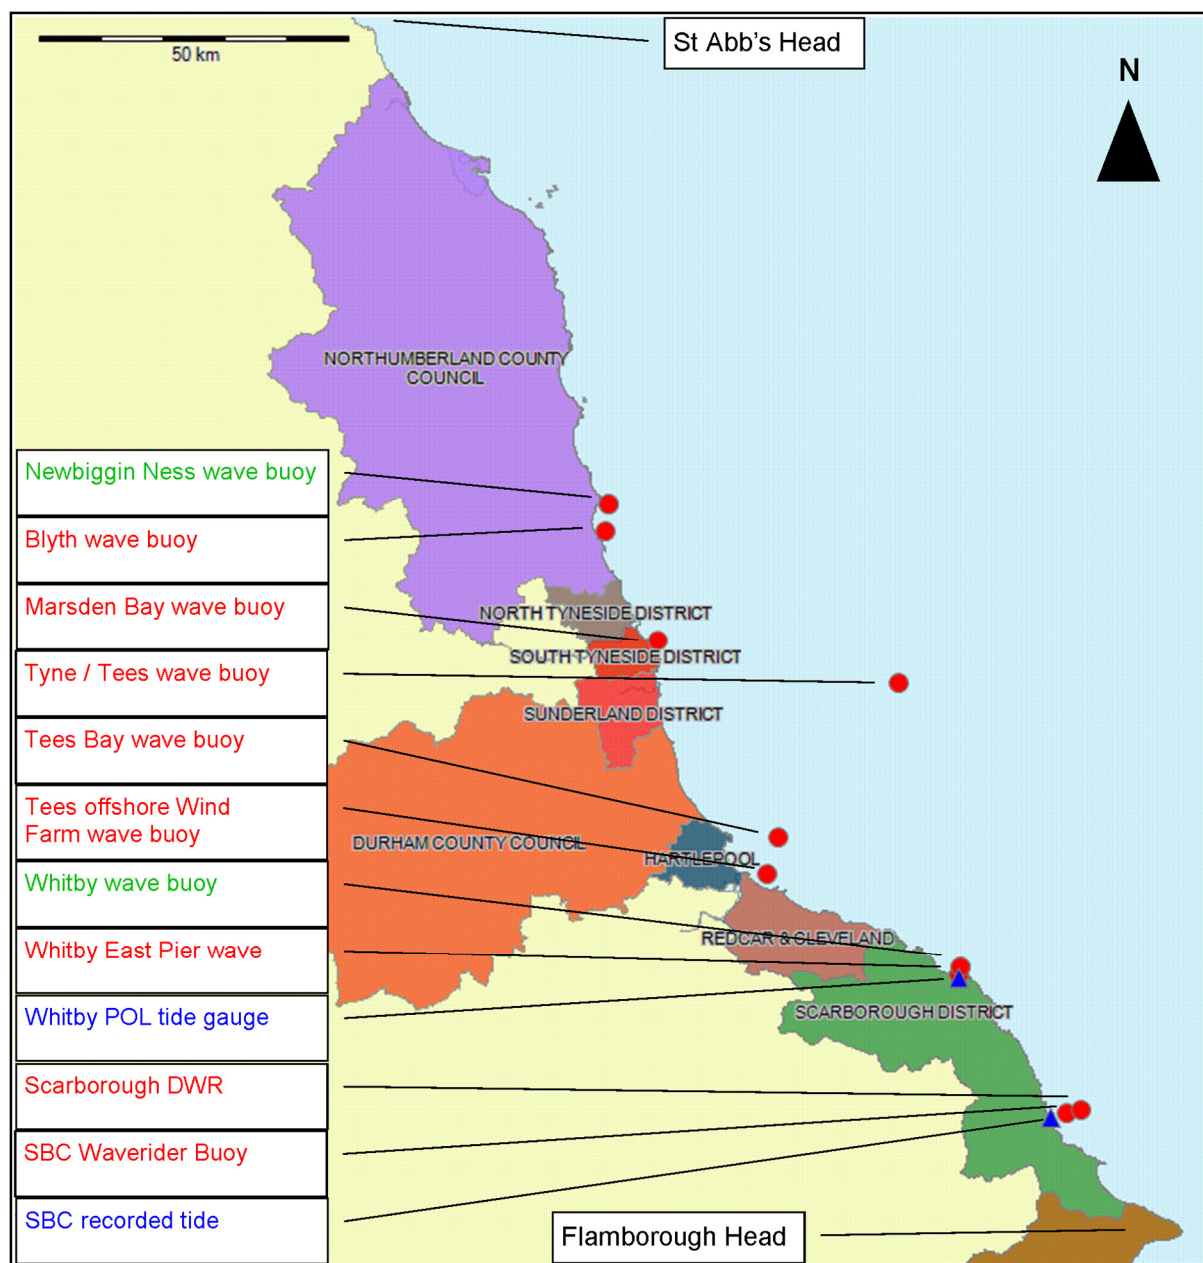 St Abb's Head
50 km
N
NORTHUMBERLAND COUNTY
COUNCIL
Newbiggin Ness wave buoy
Blyth wave buoy
Marsden Bay wave buoy
NORTH TYNESIDE DISTRICT
SOUTH TYNESIDE DISTRICT
Tyne / Tees wave buoy
SUNDERLAND DISTRICT
Tees Bay wave buoy
Tees offshore Wind
Farm wave buoy
DURHAM COUNTY COUNCIL
HARTLEPOOL
Whitby wave buoy
REDCAR & CLEVELAND
Whitby East Pier wave
Whitby POL tide gauge
SCARBOROUGH DISTRICT
Scarborough DWR
SBC Waverider Buoy
SBC recorded tide
Flamborough Head